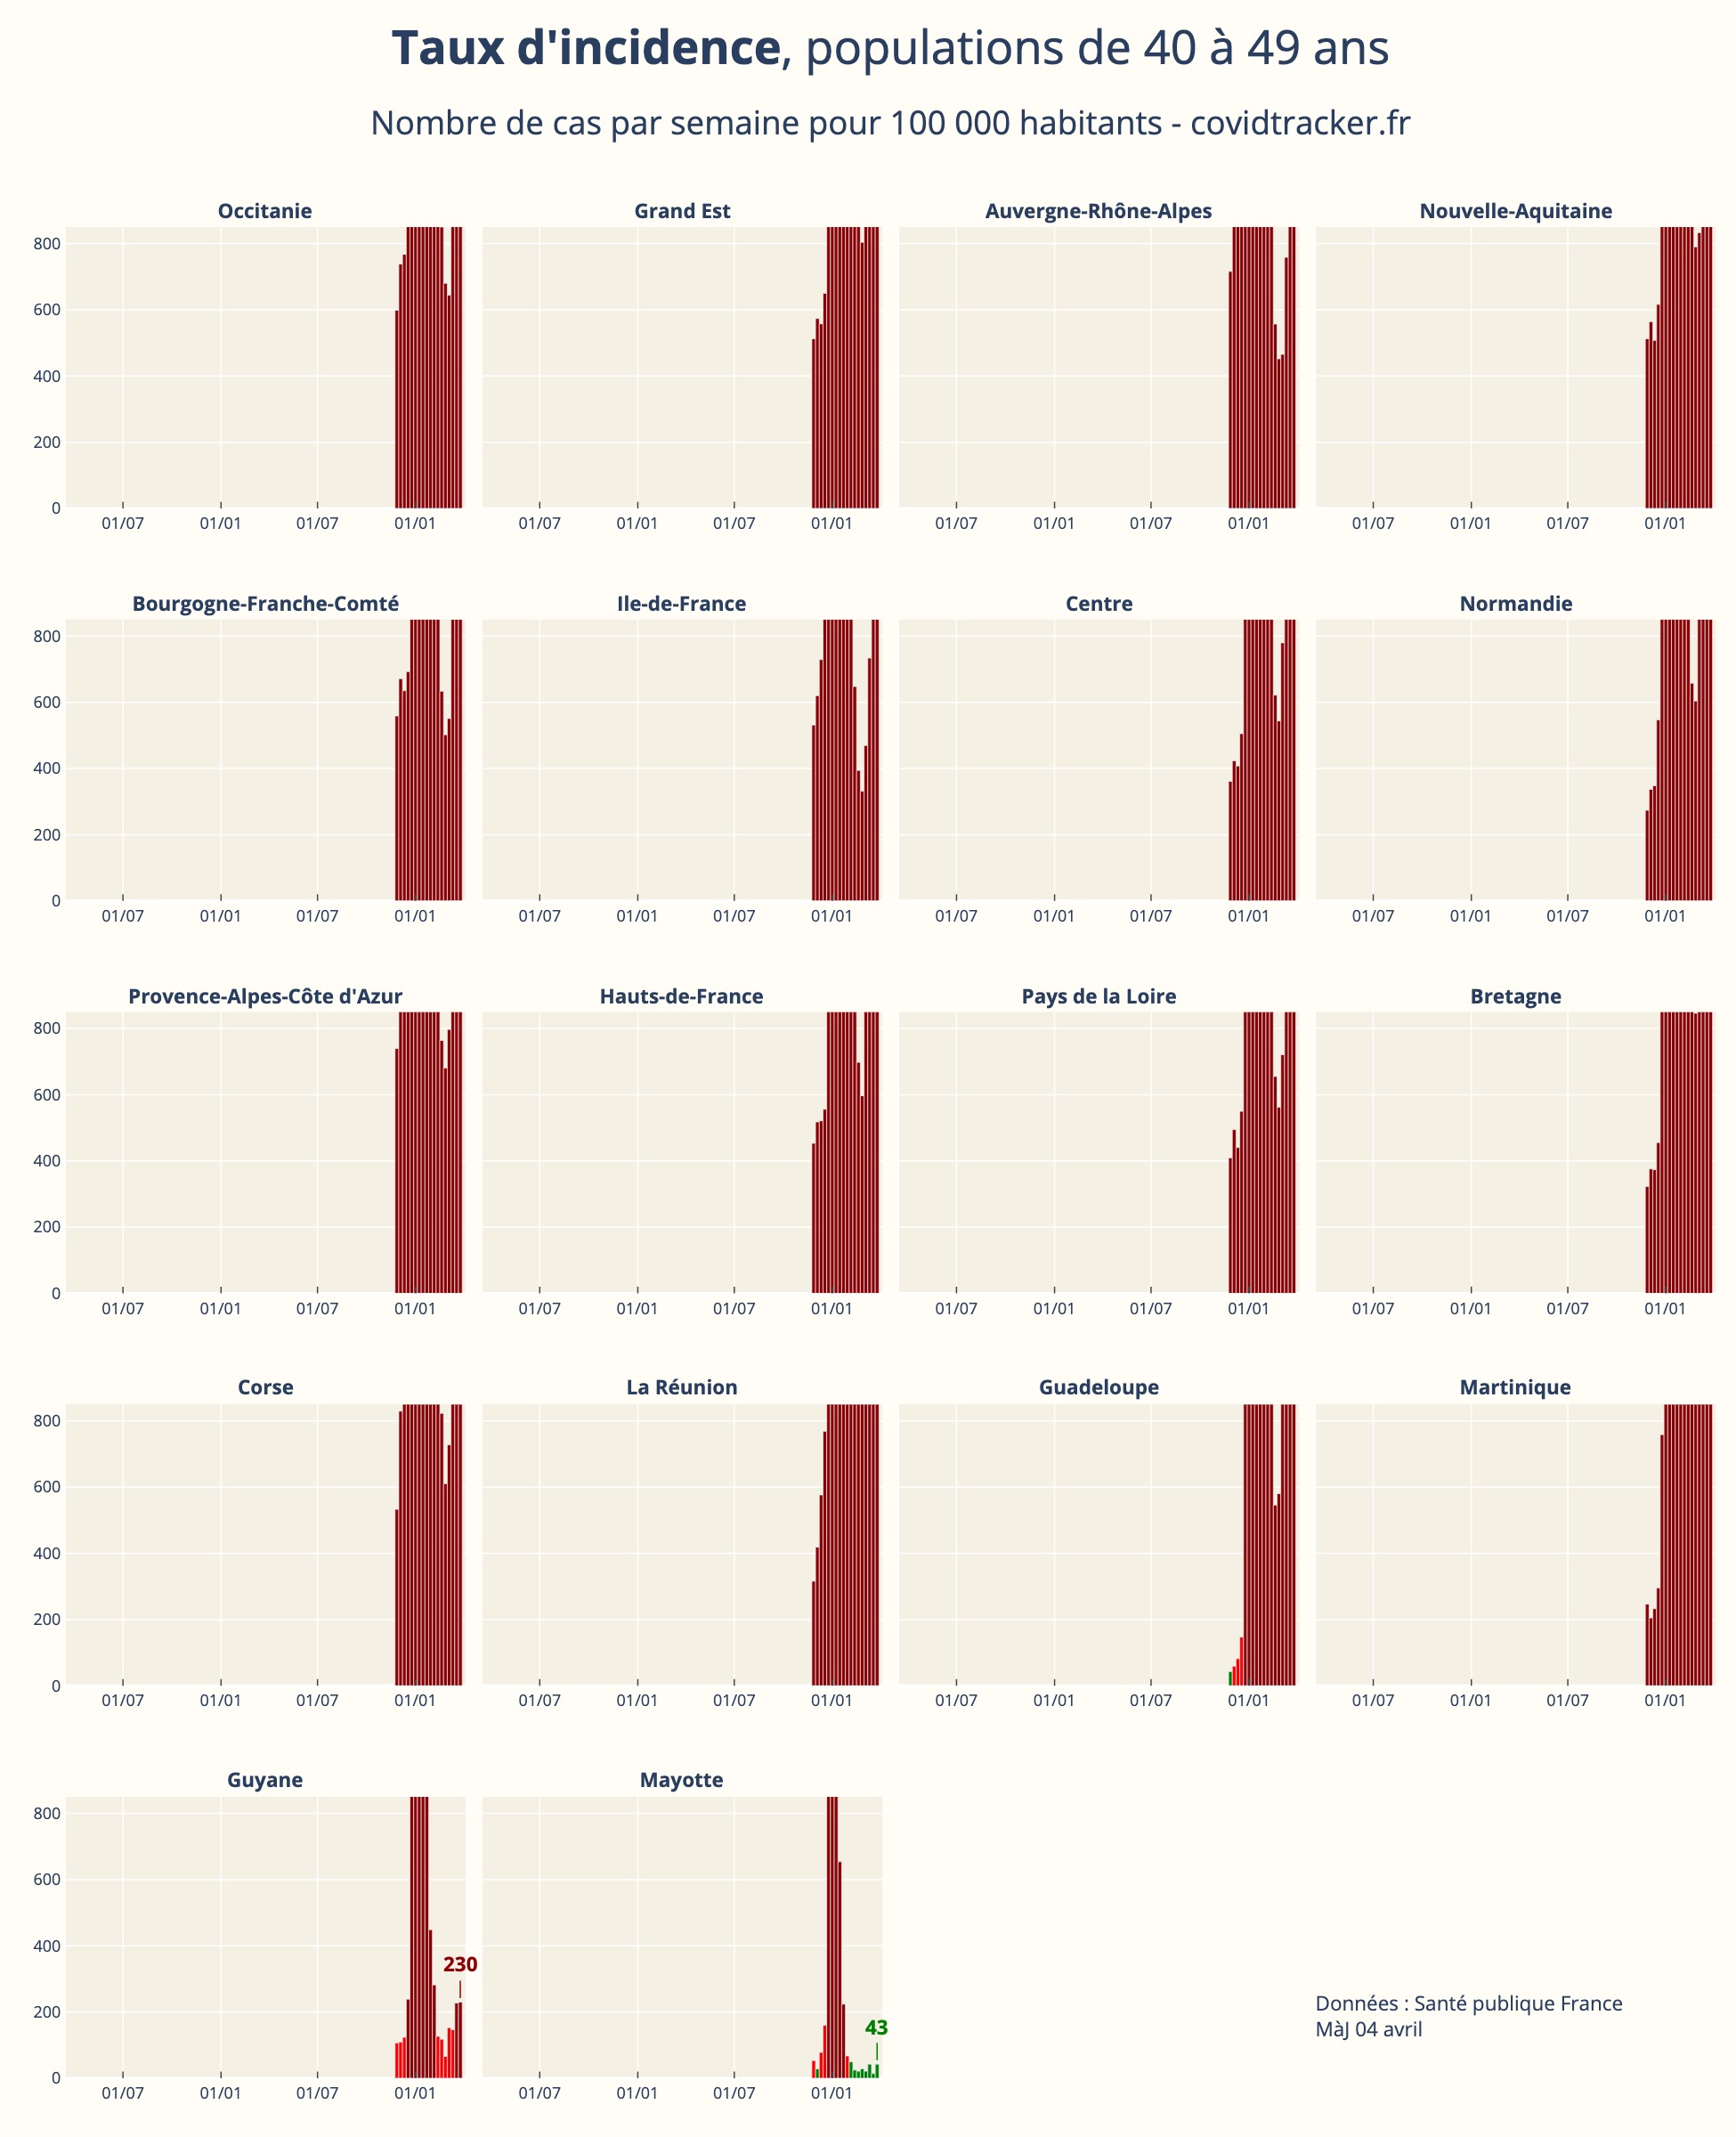 Taux d'incidence, populations de 40 à 49 ans
Nombre de cas par semaine pour 100 000 habitants - covidtracker.fr
Occitanie Grand Est Auvergne-Rhône-Alpes Nouvelle-Aquitaine
800
600
400
200
0
01/07 01/01 01/07 01/01 01/07 01/01 01/07 01/01 01/07 01/01 01/07 01/01 01/07 01/01 01/07 01/01
Bourgogne-Franche-Comté Ile-de-France Centre Normandie
800
600
400
200
0
01/07 01/01 01/07 01/01 01/07 01/01 01/07 01/01 01/07 01/01 01/07 01/01 01/07 01/01 01/07 01/01
Provence-Alpes-Côte d'Azur Hauts-de-France Pays de la Loire Bretagne
800
600
400
200
0
01/07 01/01 01/07 01/01 01/07 01/01 01/07 01/01 01/07 01/01 01/07 01/01 01/07 01/01 01/07 01/01
Corse La Réunion Guadeloupe Martinique
800
600
400
200
0
01/07 01/01 01/07 01/01 01/07 01/01 01/07 01/01 01/07 01/01 01/07 01/01 01/07 01/01 01/07 01/01
Guyane Mayotte
800
600
400
230
200
43
0
01/07 01/01 01/07 01/01 01/07 01/01 01/07 01/01
Données : Santé publique France
MàJ 04 avril